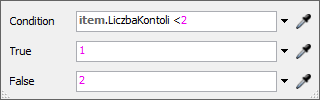 Condition item.LiczbaKontoli <2
True 1
False 2